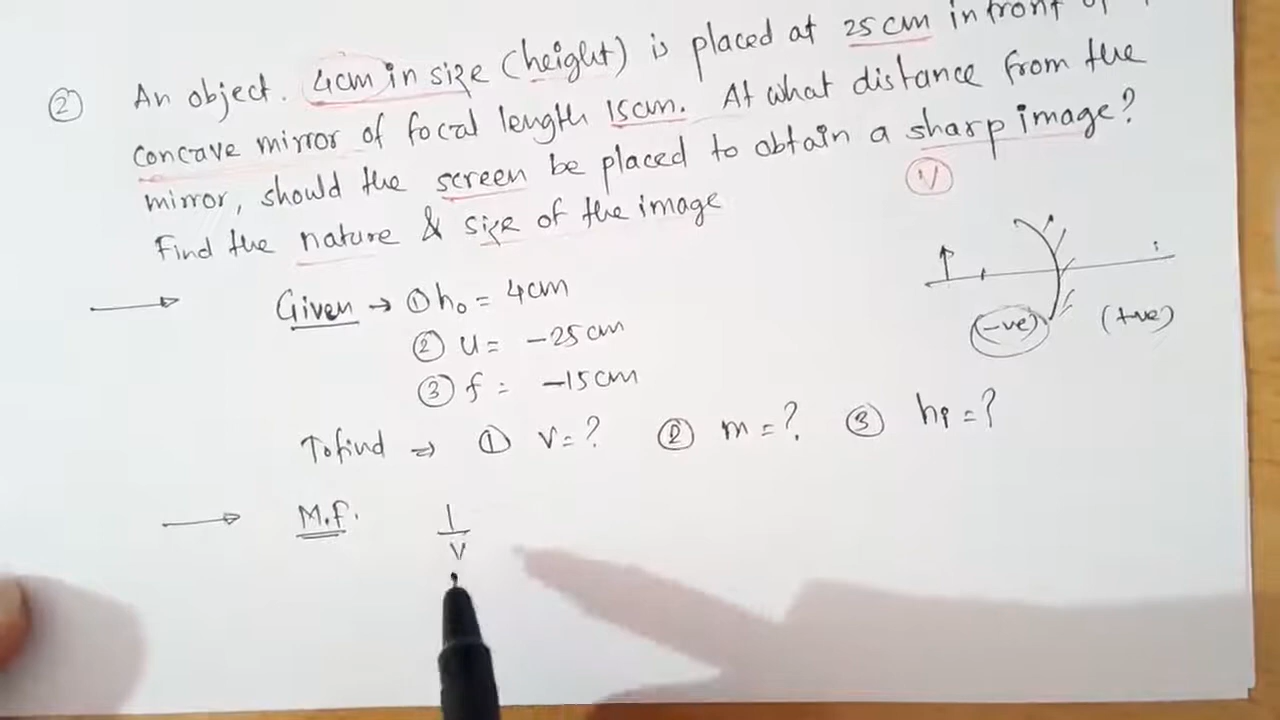 ② An object. 4cm in size (height) is placed at 25cm in front of
concave mirror of focal length 15cm. At what distance from the
mirror, should the screen be placed to obtain a sharp image?
V
Find the nature & size of the image
Given → ① ho = 4cm
② u = -25cm
③ f = -15cm
(-ve) (+ve)
To find ⇒ ① v=? ② m=? ③ hi=?
M.f. 1/v